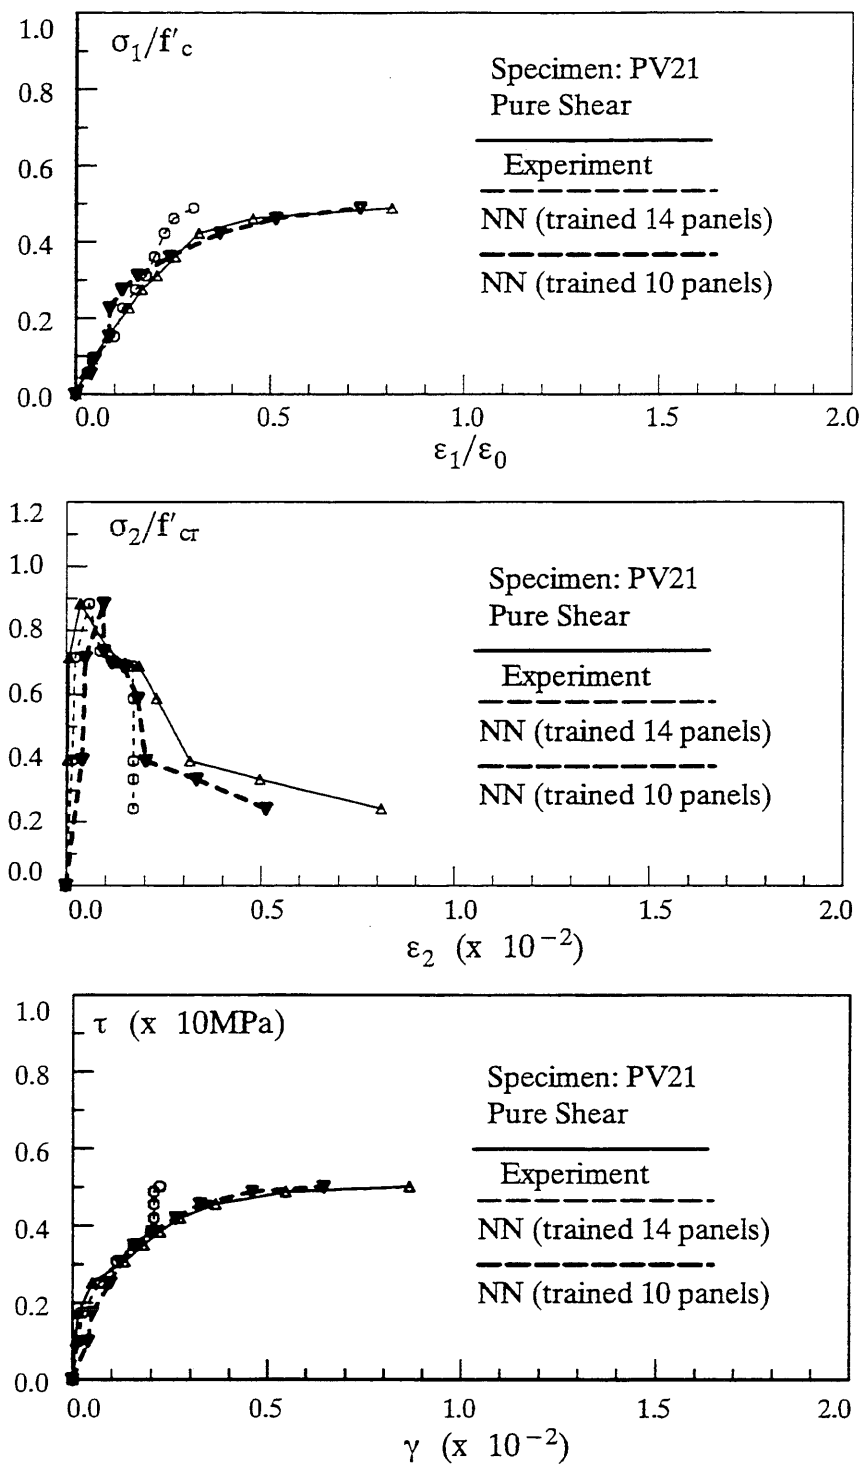 1.0
σ1/f'c
0.8
0.6
0.4
0.2
0.0
Specimen: PV21
Pure Shear
Experiment
NN (trained 14 panels)
NN (trained 10 panels)
0.0 0.5 1.0 1.5 2.0
ε1/ε0
1.2
σ2/f'cr
1.0
0.8
0.6
0.4
0.2
0.0
Specimen: PV21
Pure Shear
Experiment
NN (trained 14 panels)
NN (trained 10 panels)
0.0 0.5 1.0 1.5 2.0
ε2 (x 10−2)
1.0
τ (x 10MPa)
0.8
0.6
0.4
0.2
0.0
Specimen: PV21
Pure Shear
Experiment
NN (trained 14 panels)
NN (trained 10 panels)
0.0 0.5 1.0 1.5 2.0
γ (x 10−2)